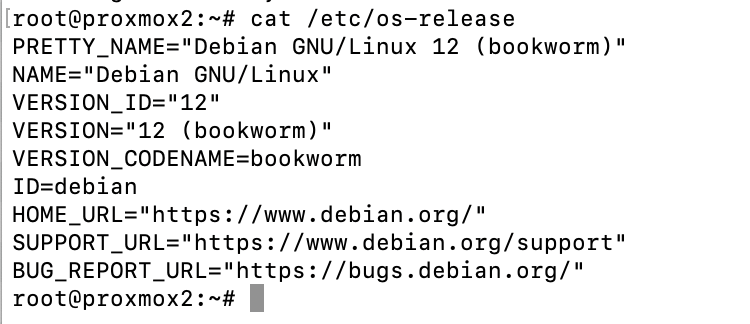 [root@proxmox2:~# cat /etc/os-release
PRETTY_NAME="Debian GNU/Linux 12 (bookworm)"
NAME="Debian GNU/Linux"
VERSION_ID="12"
VERSION="12 (bookworm)"
VERSION_CODENAME=bookworm
ID=debian
HOME_URL="https://www.debian.org/"
SUPPORT_URL="https://www.debian.org/support"
BUG_REPORT_URL="https://bugs.debian.org/"
root@proxmox2:~#